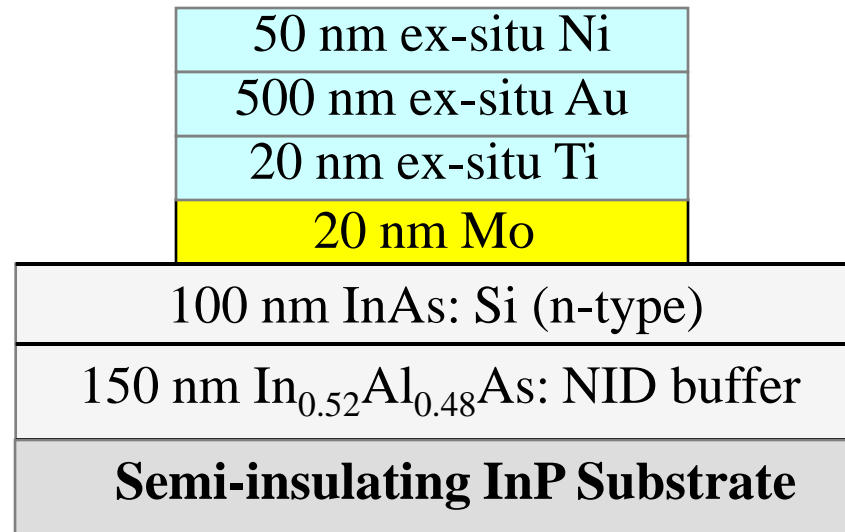 50 nm ex-situ Ni
500 nm ex-situ Au
20 nm ex-situ Ti
20 nm Mo
100 nm InAs: Si (n-type)
150 nm In₀.₅₂Al₀.₄₈As: NID buffer
Semi-insulating InP Substrate